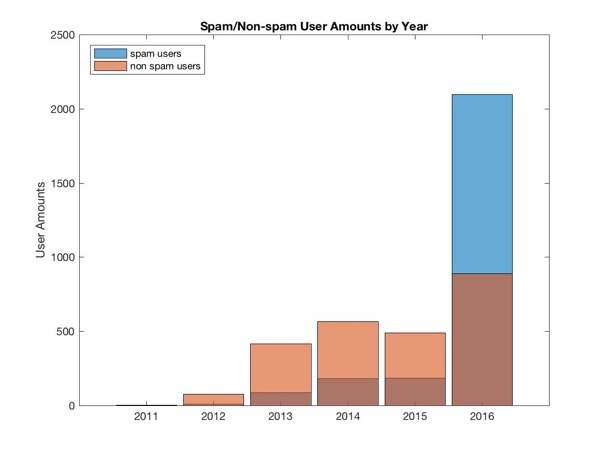 Spam/Non-spam User Amounts by Year
2500
spam users
non spam users
2000
1500
User Amounts
1000
500
0
2011 2012 2013 2014 2015 2016